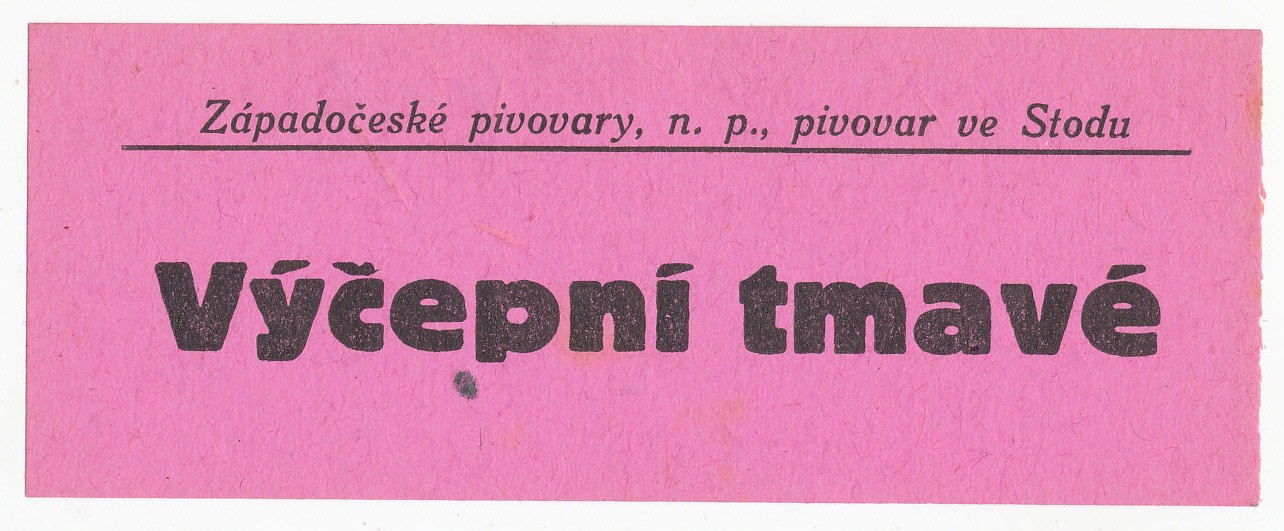 Západočeské pivovary, n. p., pivovar ve Stodu
Výčepní tmavé